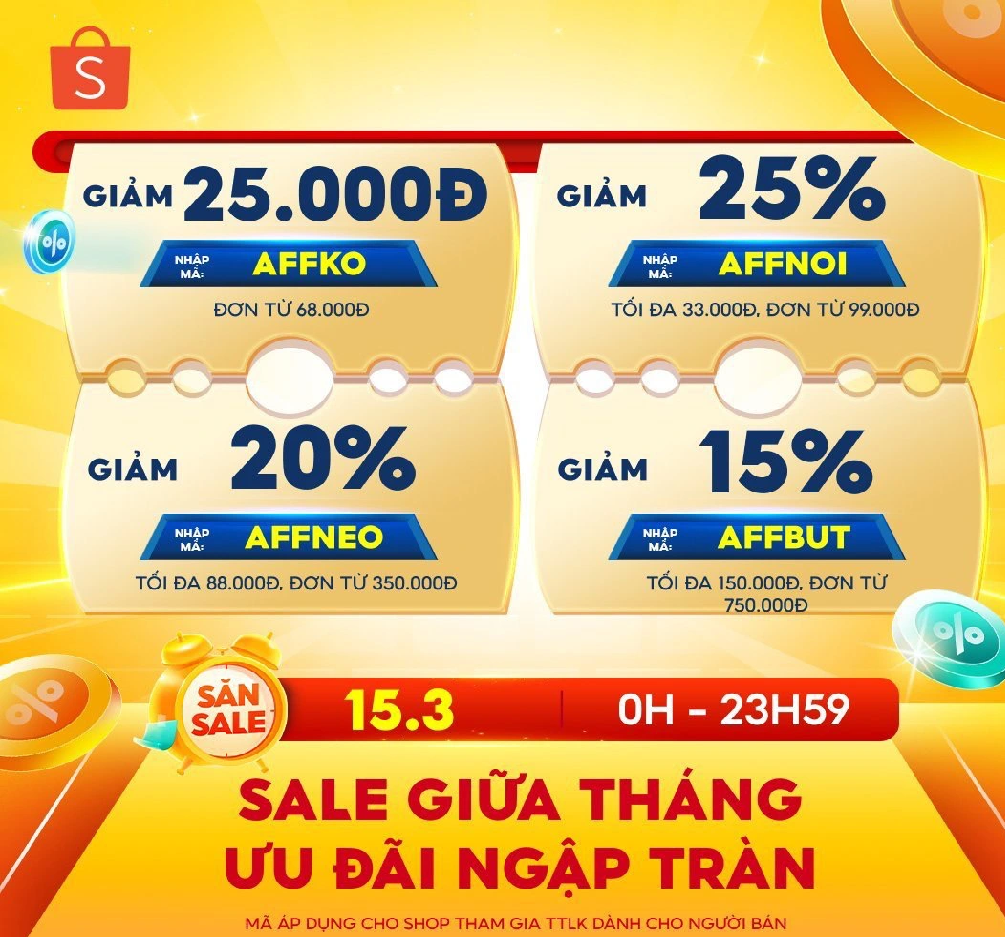 S
GIẢM 25.000Đ
NHẬP MÃ: AFFKO
ĐƠN TỪ 68.000Đ
GIẢM 25%
NHẬP MÃ: AFFNOI
TỐI ĐA 33.000Đ, ĐƠN TỪ 99.000Đ
GIẢM 20%
NHẬP MÃ: AFFNEO
TỐI ĐA 88.000Đ, ĐƠN TỪ 350.000Đ
GIẢM 15%
NHẬP MÃ: AFFBUT
TỐI ĐA 150.000Đ, ĐƠN TỪ
750.000Đ
%
%
%
SĂN
SALE
15.3 | 0H - 23H59
SALE GIỮA THÁNG
ƯU ĐÃI NGẬP TRÀN
MÃ ÁP DỤNG CHO SHOP THAM GIA TTLK DÀNH CHO NGƯỜI BÁN